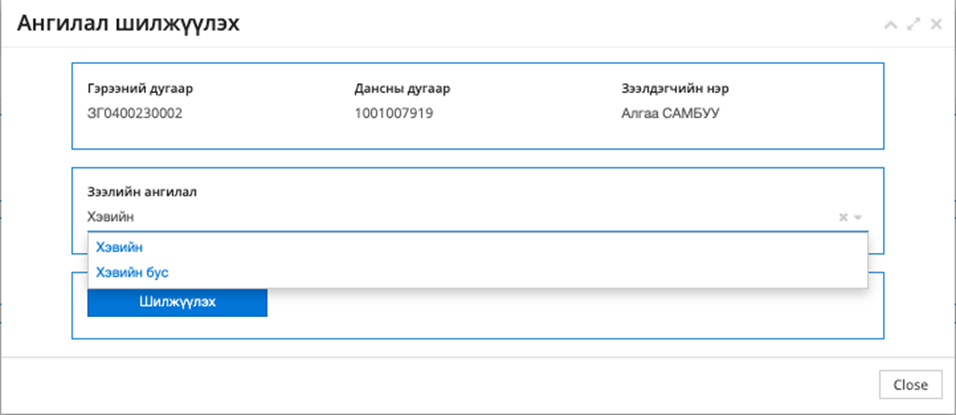 Ангилал шилжүүлэх
Гэрээний дугаар Дансны дугаар Зээлдэгчийн нэр
ЗГ0400230002 1001007919 Алгаа САМБУУ
Зээлийн ангилал
Хэвийн
Хэвийн
Хэвийн бус
Шилжүүлэх
Close